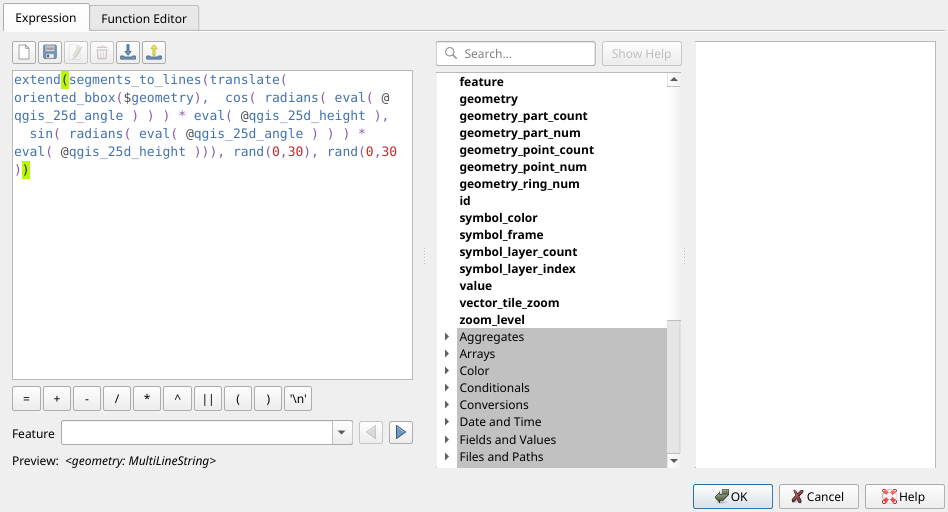 Expression
Function Editor
extend(segments_to_lines(translate(
oriented_bbox($geometry),  cos( radians( eval( @
qgis_25d_angle ) ) ) * eval( @qgis_25d_height ),
  sin( radians( eval( @qgis_25d_angle ) ) ) *
eval( @qgis_25d_height ))), rand(0,30), rand(0,30
))
= + - / * ^ || ( ) '\n'
Feature
Preview: <geometry: MultiLineString>
Search...
Show Help
feature
geometry
geometry_part_count
geometry_part_num
geometry_point_count
geometry_point_num
geometry_ring_num
id
symbol_color
symbol_frame
symbol_layer_count
symbol_layer_index
value
vector_tile_zoom
zoom_level
Aggregates
Arrays
Color
Conditionals
Conversions
Date and Time
Fields and Values
Files and Paths
OK
Cancel
Help